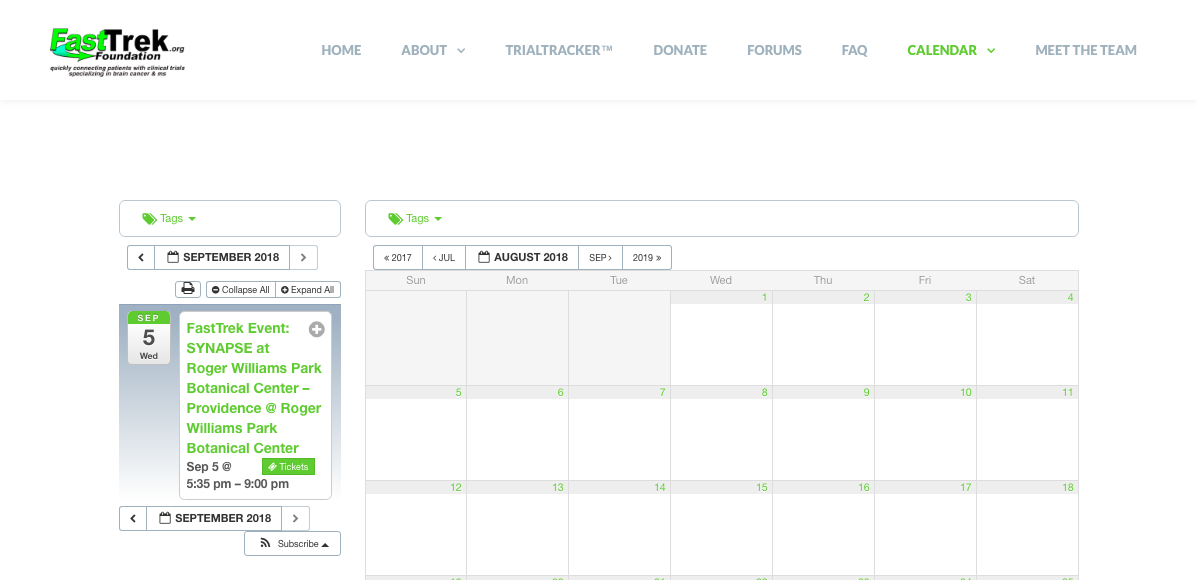 FastTrek.org
Foundation
quickly connecting patients with clinical trials
specializing in brain cancer & ms
HOME ABOUT TRIALTRACKER™ DONATE FORUMS FAQ CALENDAR MEET THE TEAM
Tags
SEPTEMBER 2018
Collapse All Expand All
SEP
5
Wed
FastTrek Event:
SYNAPSE at
Roger Williams Park
Botanical Center –
Providence @ Roger
Williams Park
Botanical Center
Sep 5 @
Tickets
5:35 pm – 9:00 pm
SEPTEMBER 2018
Subscribe
Tags
« 2017 ‹ JUL AUGUST 2018 SEP › 2019 »
Sun Mon Tue Wed Thu Fri Sat
1 2 3 4
5 6 7 8 9 10 11
12 13 14 15 16 17 18